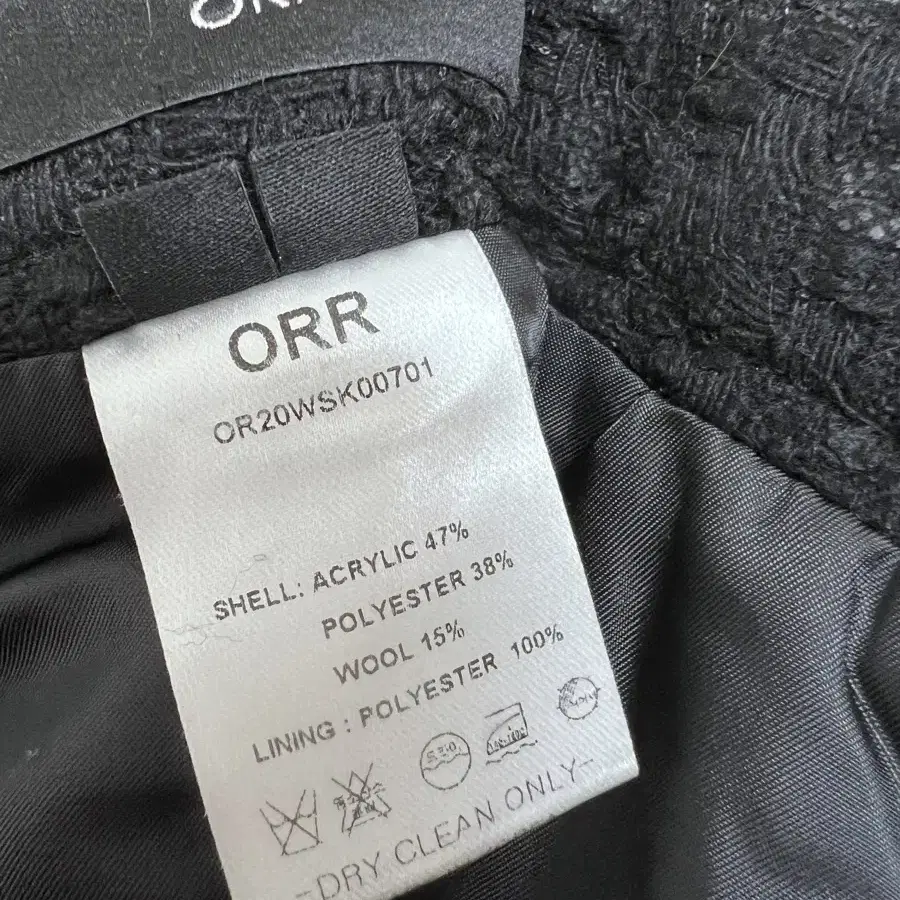 ORR
OR20WSK00701
SHELL: ACRYLIC 47%
POLYESTER 38%
WOOL 15%
LINING : POLYESTER 100%
-DRY CLEAN ONLY-